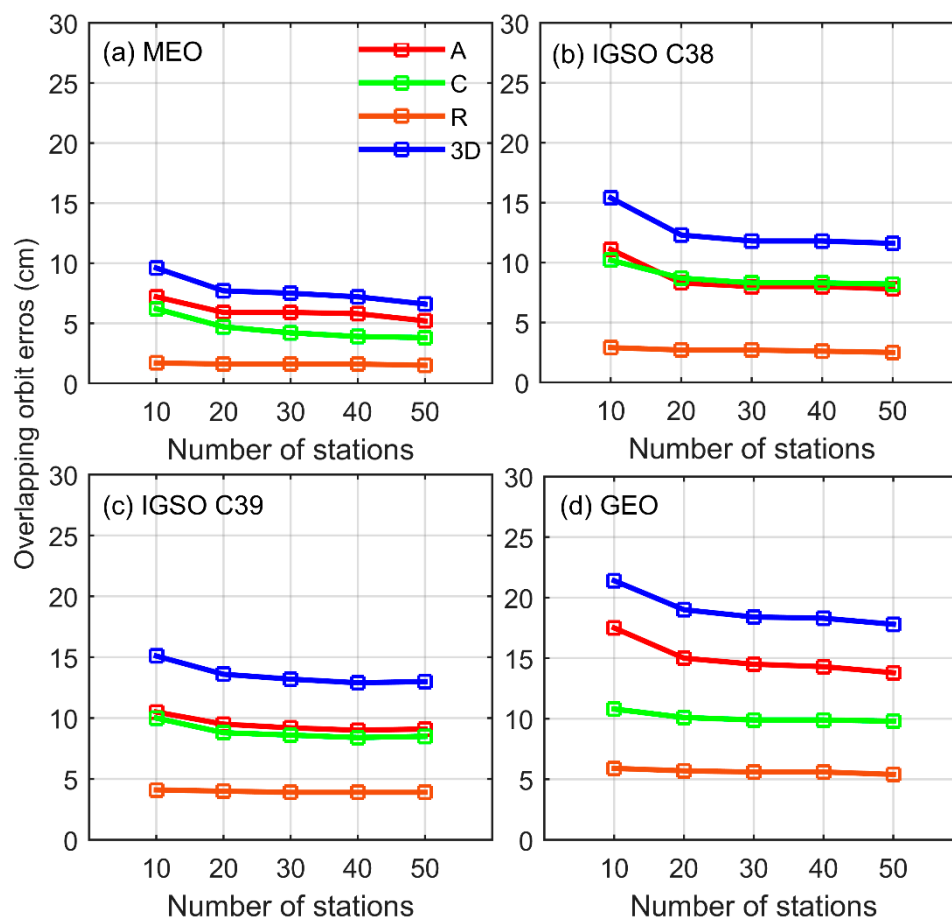 Overlapping orbit erros (cm)
(a) MEO
A
C
R
3D
30
25
20
15
10
5
0
10 20 30 40 50
Number of stations
(b) IGSO C38
30
25
20
15
10
5
0
10 20 30 40 50
Number of stations
(c) IGSO C39
30
25
20
15
10
5
0
10 20 30 40 50
Number of stations
(d) GEO
30
25
20
15
10
5
0
10 20 30 40 50
Number of stations